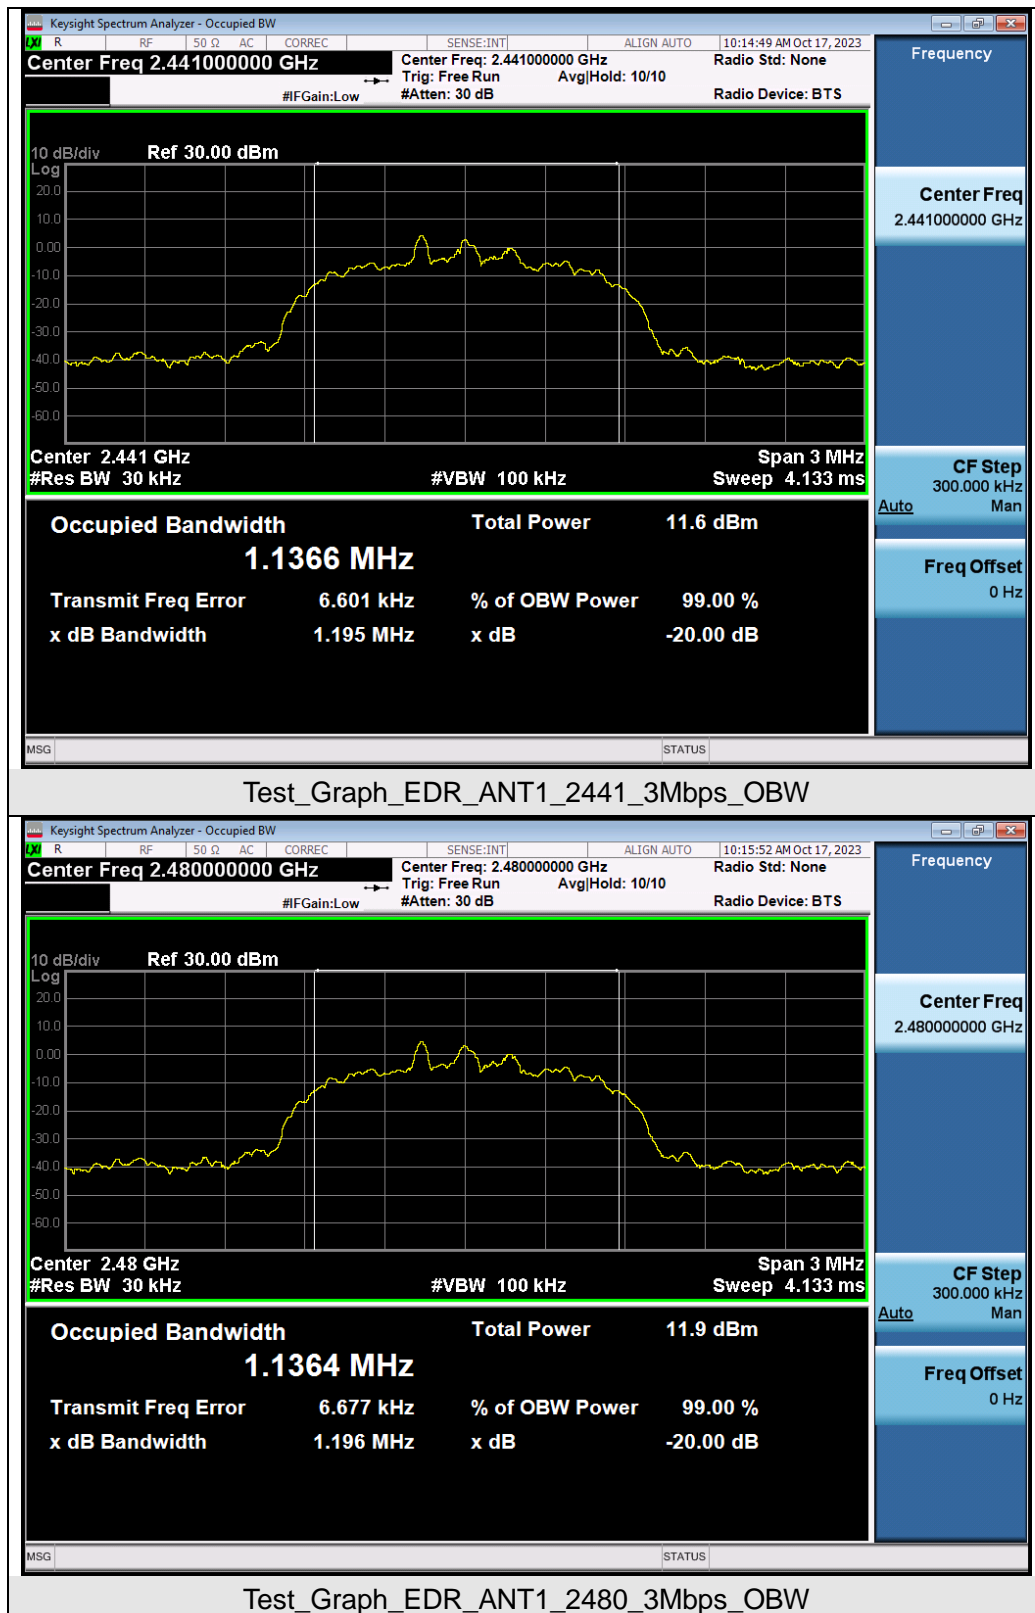 Keysight Spectrum Analyzer - Occupied BW
LXI R RF 50 Ω AC CORREC SENSE:INT ALIGN AUTO 10:14:49 AM Oct 17, 2023
Center Freq 2.441000000 GHz Center Freq: 2.441000000 GHz Radio Std: None
Trig: Free Run Avg|Hold: 10/10
#IFGain:Low #Atten: 30 dB Radio Device: BTS
10 dB/div Ref 30.00 dBm
Log
20.0
10.0
0.00
-10.0
-20.0
-30.0
-40.0
-50.0
-60.0
Center 2.441 GHz Span 3 MHz
#Res BW 30 kHz #VBW 100 kHz Sweep 4.133 ms
Occupied Bandwidth Total Power 11.6 dBm
1.1366 MHz
Transmit Freq Error 6.601 kHz % of OBW Power 99.00 %
x dB Bandwidth 1.195 MHz x dB -20.00 dB
MSG STATUS
Frequency
Center Freq
2.441000000 GHz
CF Step
300.000 kHz
Auto Man
Freq Offset
0 Hz
Test_Graph_EDR_ANT1_2441_3Mbps_OBW
Keysight Spectrum Analyzer - Occupied BW
LXI R RF 50 Ω AC CORREC SENSE:INT ALIGN AUTO 10:15:52 AM Oct 17, 2023
Center Freq 2.480000000 GHz Center Freq: 2.480000000 GHz Radio Std: None
Trig: Free Run Avg|Hold: 10/10
#IFGain:Low #Atten: 30 dB Radio Device: BTS
10 dB/div Ref 30.00 dBm
Log
20.0
10.0
0.00
-10.0
-20.0
-30.0
-40.0
-50.0
-60.0
Center 2.48 GHz Span 3 MHz
#Res BW 30 kHz #VBW 100 kHz Sweep 4.133 ms
Occupied Bandwidth Total Power 11.9 dBm
1.1364 MHz
Transmit Freq Error 6.677 kHz % of OBW Power 99.00 %
x dB Bandwidth 1.196 MHz x dB -20.00 dB
MSG STATUS
Frequency
Center Freq
2.480000000 GHz
CF Step
300.000 kHz
Auto Man
Freq Offset
0 Hz
Test_Graph_EDR_ANT1_2480_3Mbps_OBW